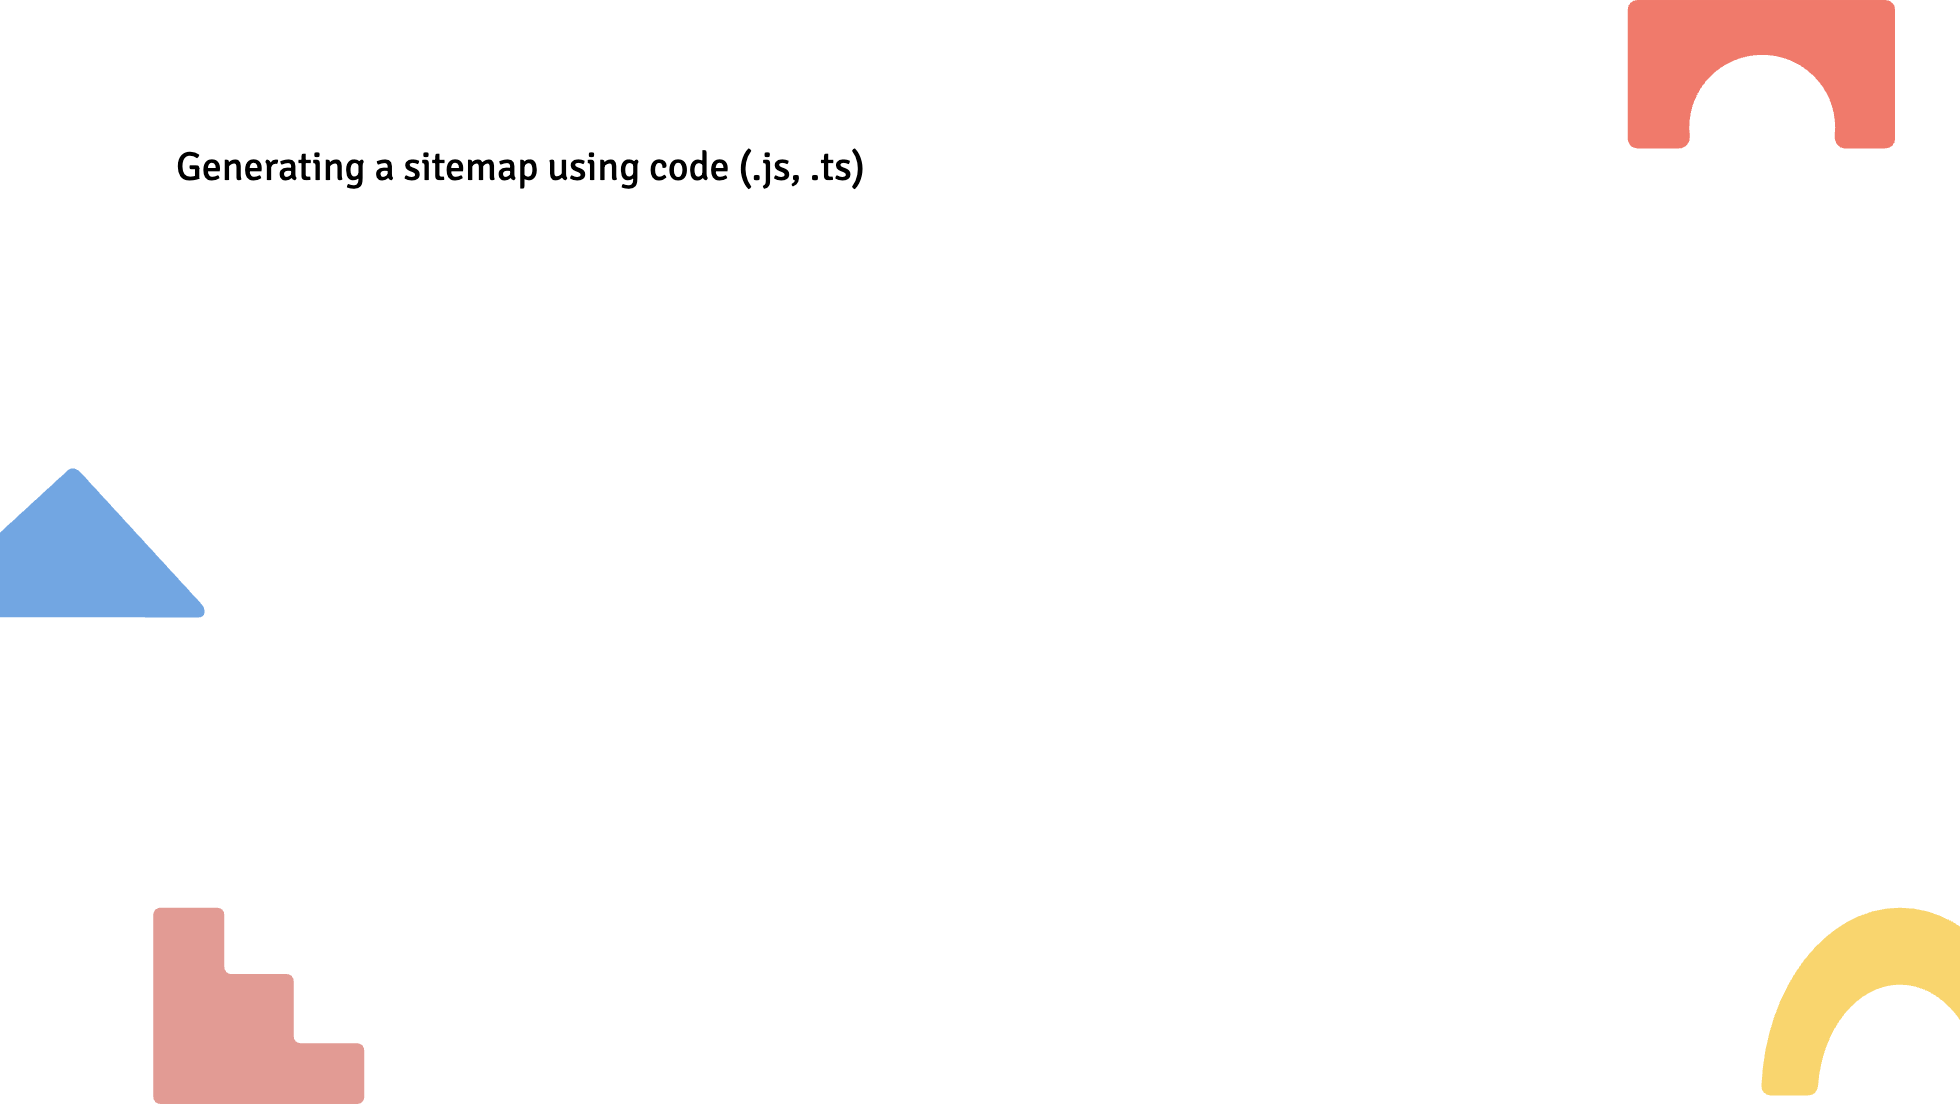 Generating a sitemap using code (.js, .ts)